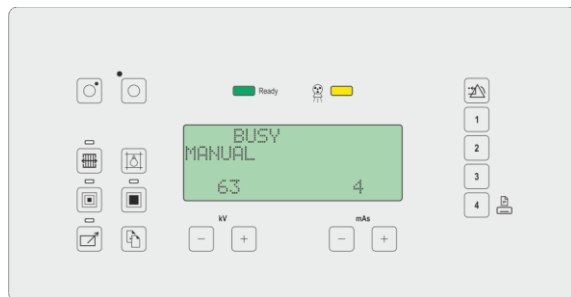 Ready
BUSY
MANUAL
63 4
kV mAs
- + - +
1
2
3
4